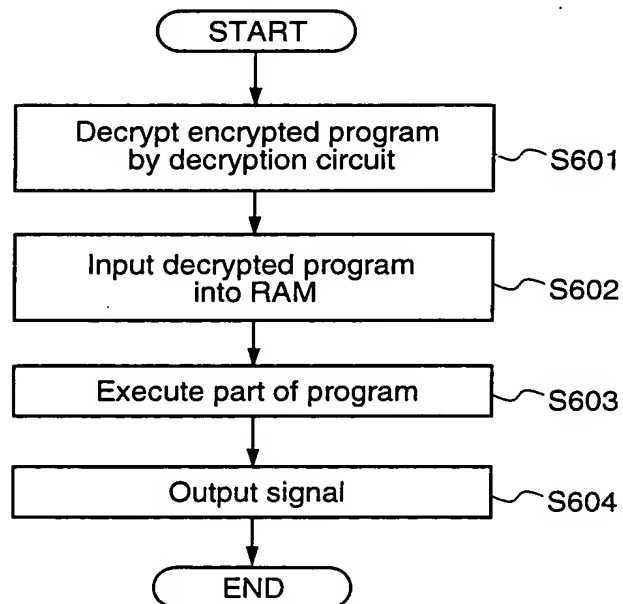 START
Decrypt encrypted program
by decryption circuit
S601
Input decrypted program
into RAM
S602
Execute part of program
S603
Output signal
S604
END